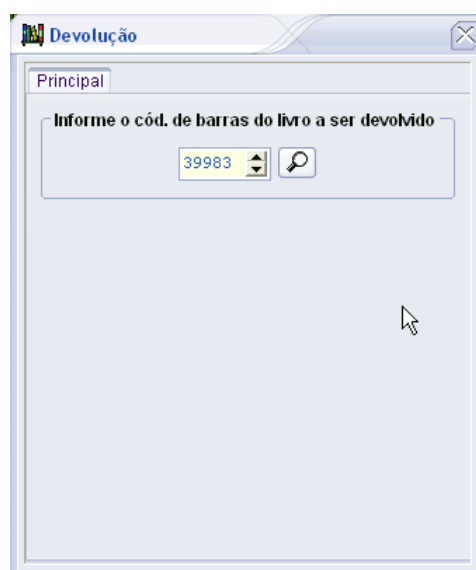 Devolução
Principal
Informe o cód. de barras do livro a ser devolvido
39983